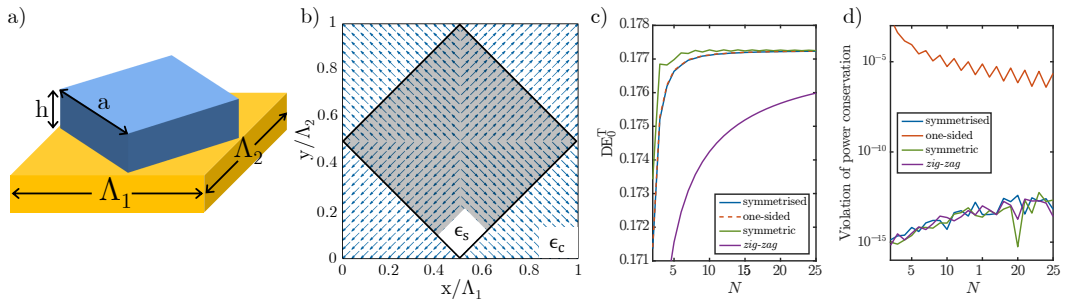 a)
h
a
Λ1
Λ2
b)
y/Λ2
1
0.8
0.6
0.4
0.2
0
ϵs
ϵc
0 0.2 0.4 0.6 0.8 1
x/Λ1
c)
DE0T
0.178
0.177
0.176
0.175
0.174
0.173
0.172
0.171
symmetrised
one-sided
symmetric
zig-zag
5 10 15 20 25
N
d)
Violation of power conservation
10-5
10-10
10-15
symmetrised
one-sided
symmetric
zig-zag
5 10 1 20 25
N